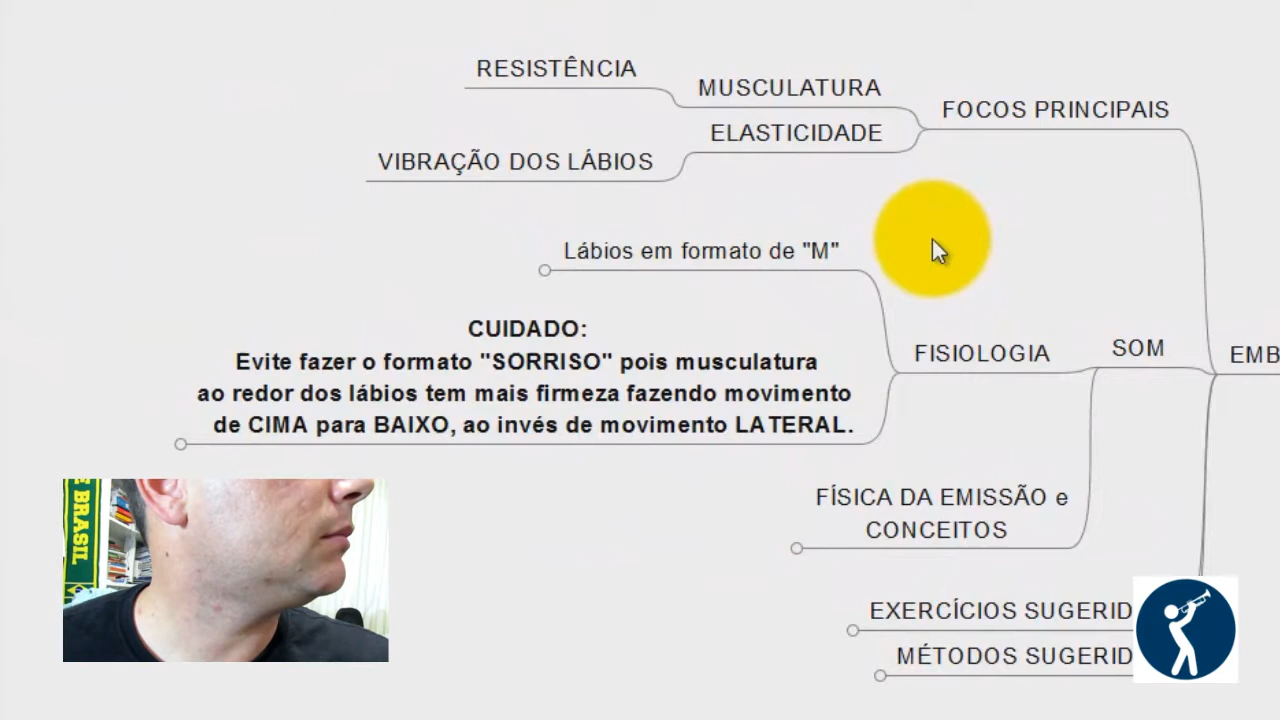 RESISTÊNCIA
MUSCULATURA
FOCOS PRINCIPAIS
ELASTICIDADE
VIBRAÇÃO DOS LÁBIOS
Lábios em formato de "M"
CUIDADO:
Evite fazer o formato "SORRISO" pois musculatura
ao redor dos lábios tem mais firmeza fazendo movimento
de CIMA para BAIXO, ao invés de movimento LATERAL.
FISIOLOGIA
SOM
EMB
FÍSICA DA EMISSÃO e
CONCEITOS
EXERCÍCIOS SUGERID
MÉTODOS SUGERID
BRASIL